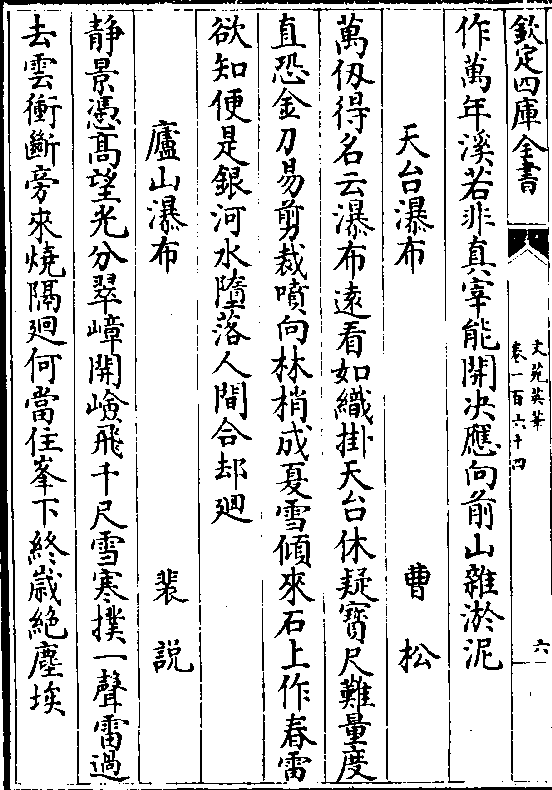 欽定四庫全書
文苑英華
卷一百六十四
六
作萬年溪若非真宰能開决應向前山雜淤泥
天台瀑布 曹松
萬仭得名云瀑布逺看如織掛天台休疑寳尺難量度
直恐金刀易剪裁噴向林梢成夏雪傾來石上作春雷
欲知便是銀河水墮落人間合却廻
廬山瀑布 裴説
静景憑髙望光分翠嶂開嶮飛千尺雪寒撲一聲雷過
去雲衝斷旁來燒隔廻何當住峯下終歲絶塵埃